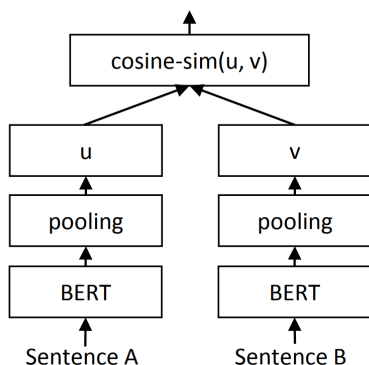 cosine-sim(u, v)
u
v
pooling
pooling
BERT
BERT
Sentence A
Sentence B